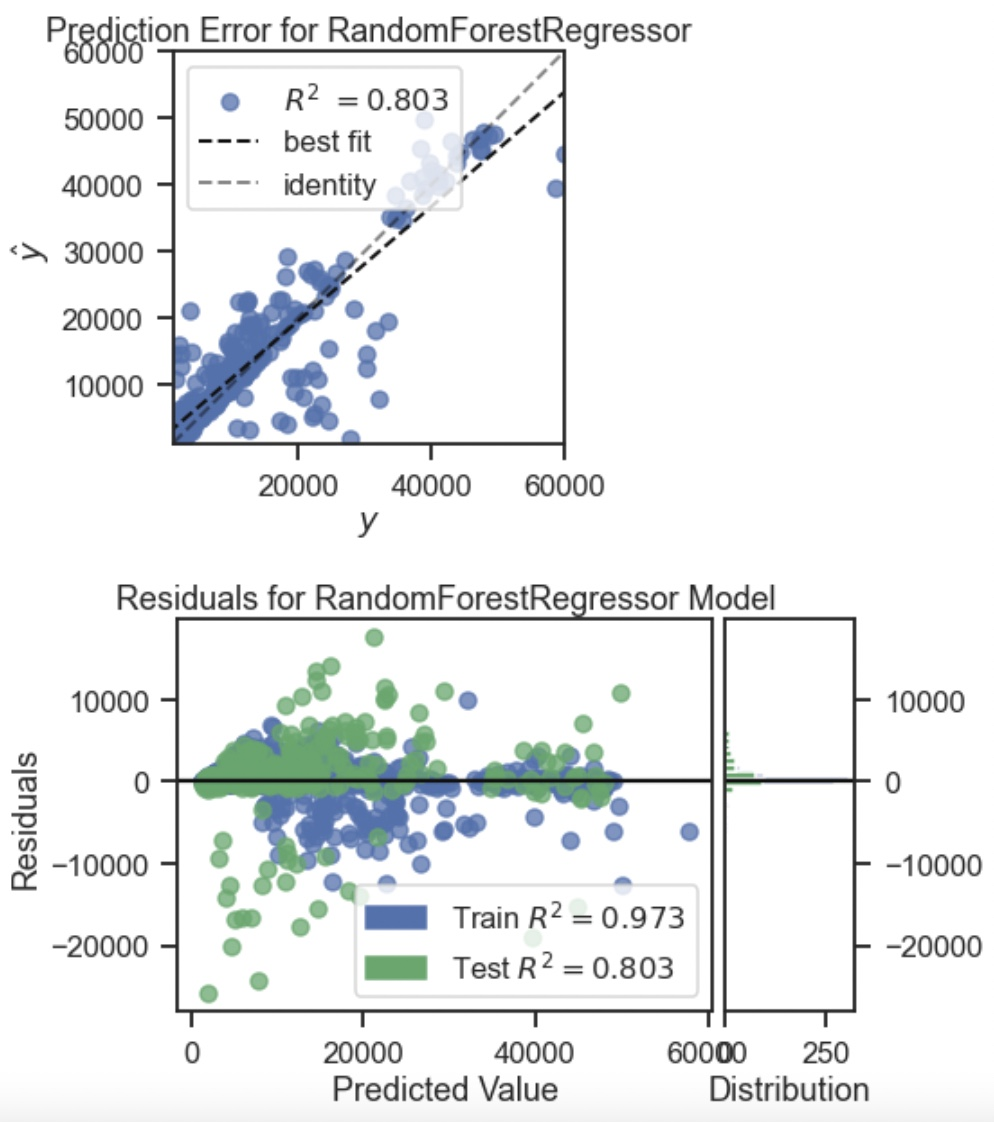 Prediction Error for RandomForestRegressor
60000
50000
40000
30000
20000
10000
ŷ
R² = 0.803
best fit
identity
20000 40000 60000
y
Residuals for RandomForestRegressor Model
10000
0
−10000
−20000
Residuals
Train R² = 0.973
Test R² = 0.803
10000
0
−10000
−20000
0 20000 40000 60000 0 250
Predicted Value Distribution